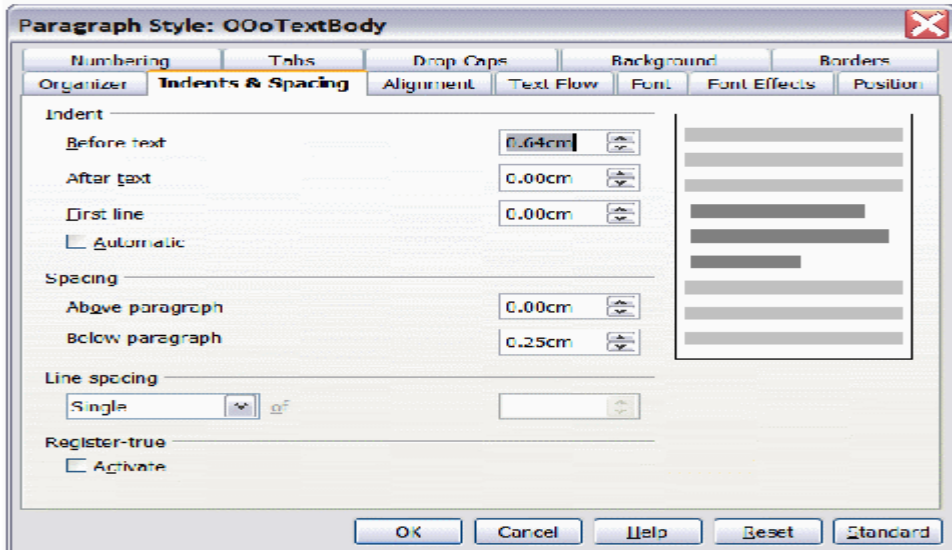 Paragraph Style: OOoTextBody
Numbering Tabs Drop Caps Background Borders
Organizer Indents & Spacing Alignment Text Flow Font Font Effects Position
Indent
Before text 0.64cm
After text 0.00cm
First line 0.00cm
Automatic
Spacing
Above paragraph 0.00cm
Below paragraph 0.25cm
Line spacing
Single of
Register-true
Activate
OK Cancel Help Reset Standard